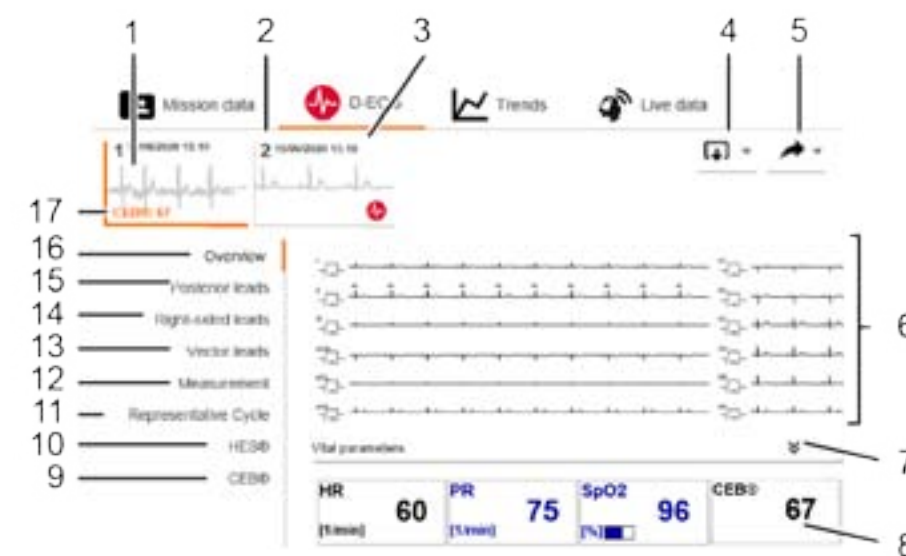 1 2 3 4 5
Mission data D-ECG Trends Live data
1 2
17 CEB® 67
16 Overview
15 Posterior leads
14 Right-sided leads
13 Vector leads
12 Measurement
11 Representative Cycle
10 HES®
9 CEB®
6
Vital parameters
7
HR PR SpO2 CEB®
60 75 96 67
[1/min] [1/min] [%]
8